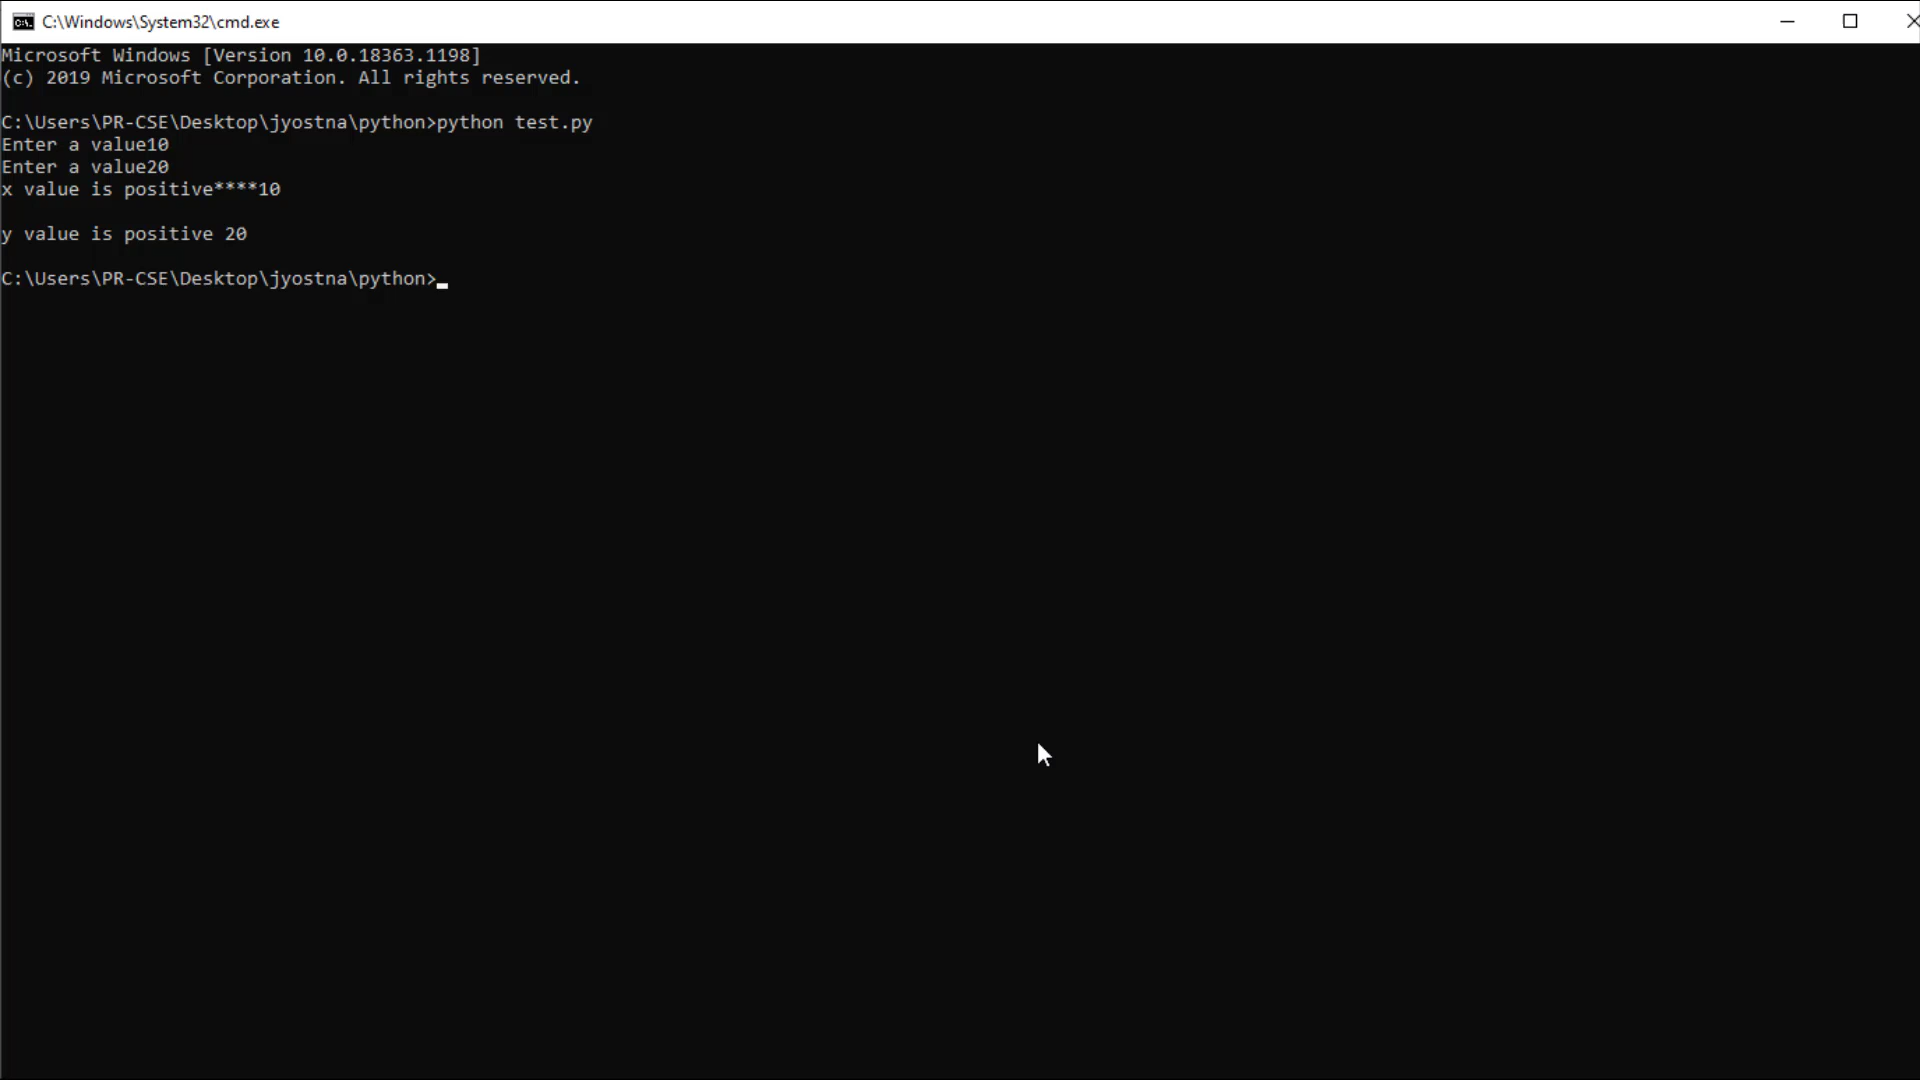 C:\Windows\System32\cmd.exe
Microsoft Windows [Version 10.0.18363.1198]
(c) 2019 Microsoft Corporation. All rights reserved.
C:\Users\PR-CSE\Desktop\jyostna\python>python test.py
Enter a value10
Enter a value20
x value is positive****10
y value is positive 20
C:\Users\PR-CSE\Desktop\jyostna\python>